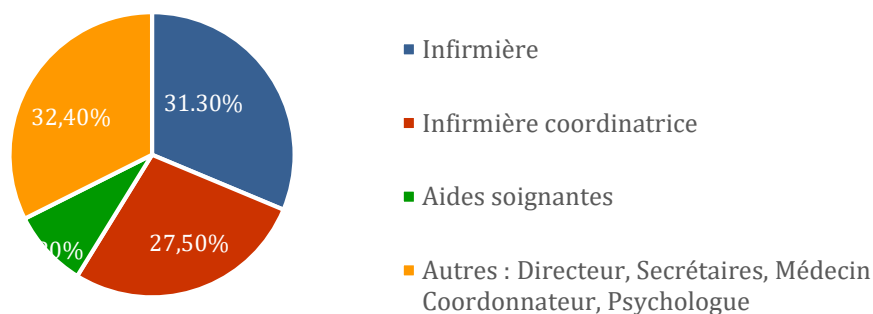 31.30%
32,40%
27,50%
Infirmière
Infirmière coordinatrice
Aides soignantes
Autres : Directeur, Secrétaires, Médecin
Coordonnateur, Psychologue